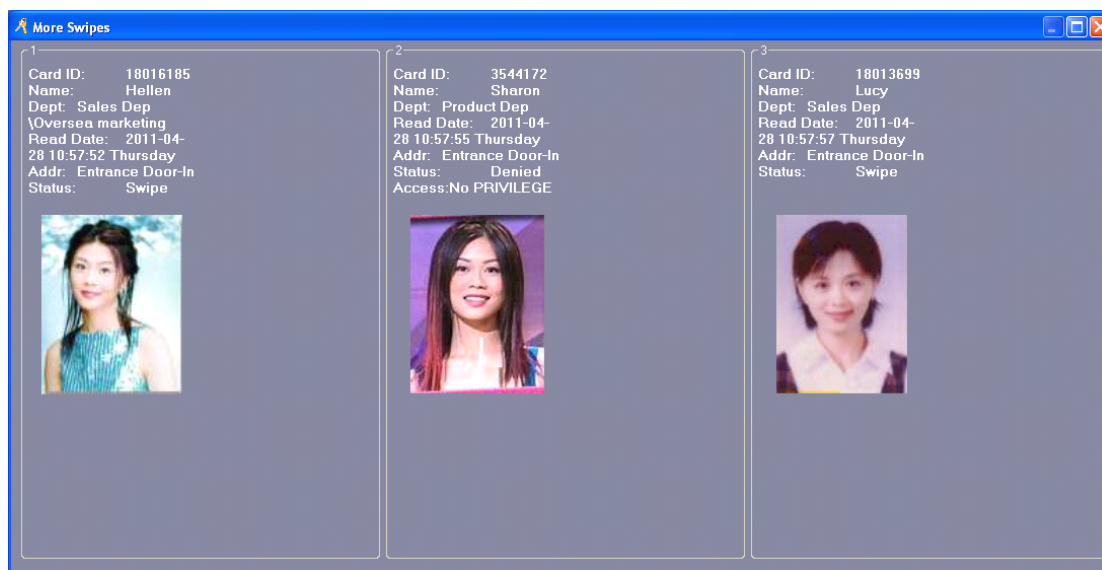 More Swipes
1
Card ID: 18016185
Name: Hellen
Dept: Sales Dep
\Oversea marketing
Read Date: 2011-04-
28 10:57:52 Thursday
Addr: Entrance Door-In
Status: Swipe
2
Card ID: 3544172
Name: Sharon
Dept: Product Dep
Read Date: 2011-04-
28 10:57:55 Thursday
Addr: Entrance Door-In
Status: Denied
Access:No PRIVILEGE
3
Card ID: 18013699
Name: Lucy
Dept: Sales Dep
Read Date: 2011-04-
28 10:57:57 Thursday
Addr: Entrance Door-In
Status: Swipe